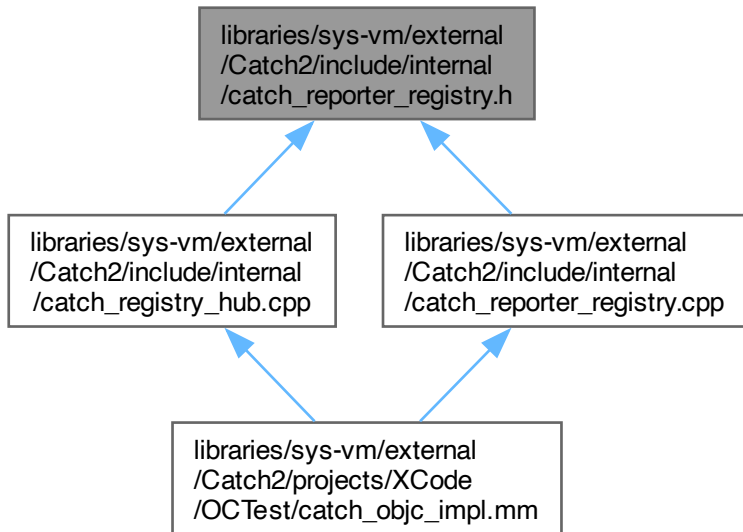 libraries/sys-vm/external
/Catch2/include/internal
/catch_reporter_registry.h
libraries/sys-vm/external
/Catch2/include/internal
/catch_registry_hub.cpp
libraries/sys-vm/external
/Catch2/include/internal
/catch_reporter_registry.cpp
libraries/sys-vm/external
/Catch2/projects/XCode
/OCTest/catch_objc_impl.mm